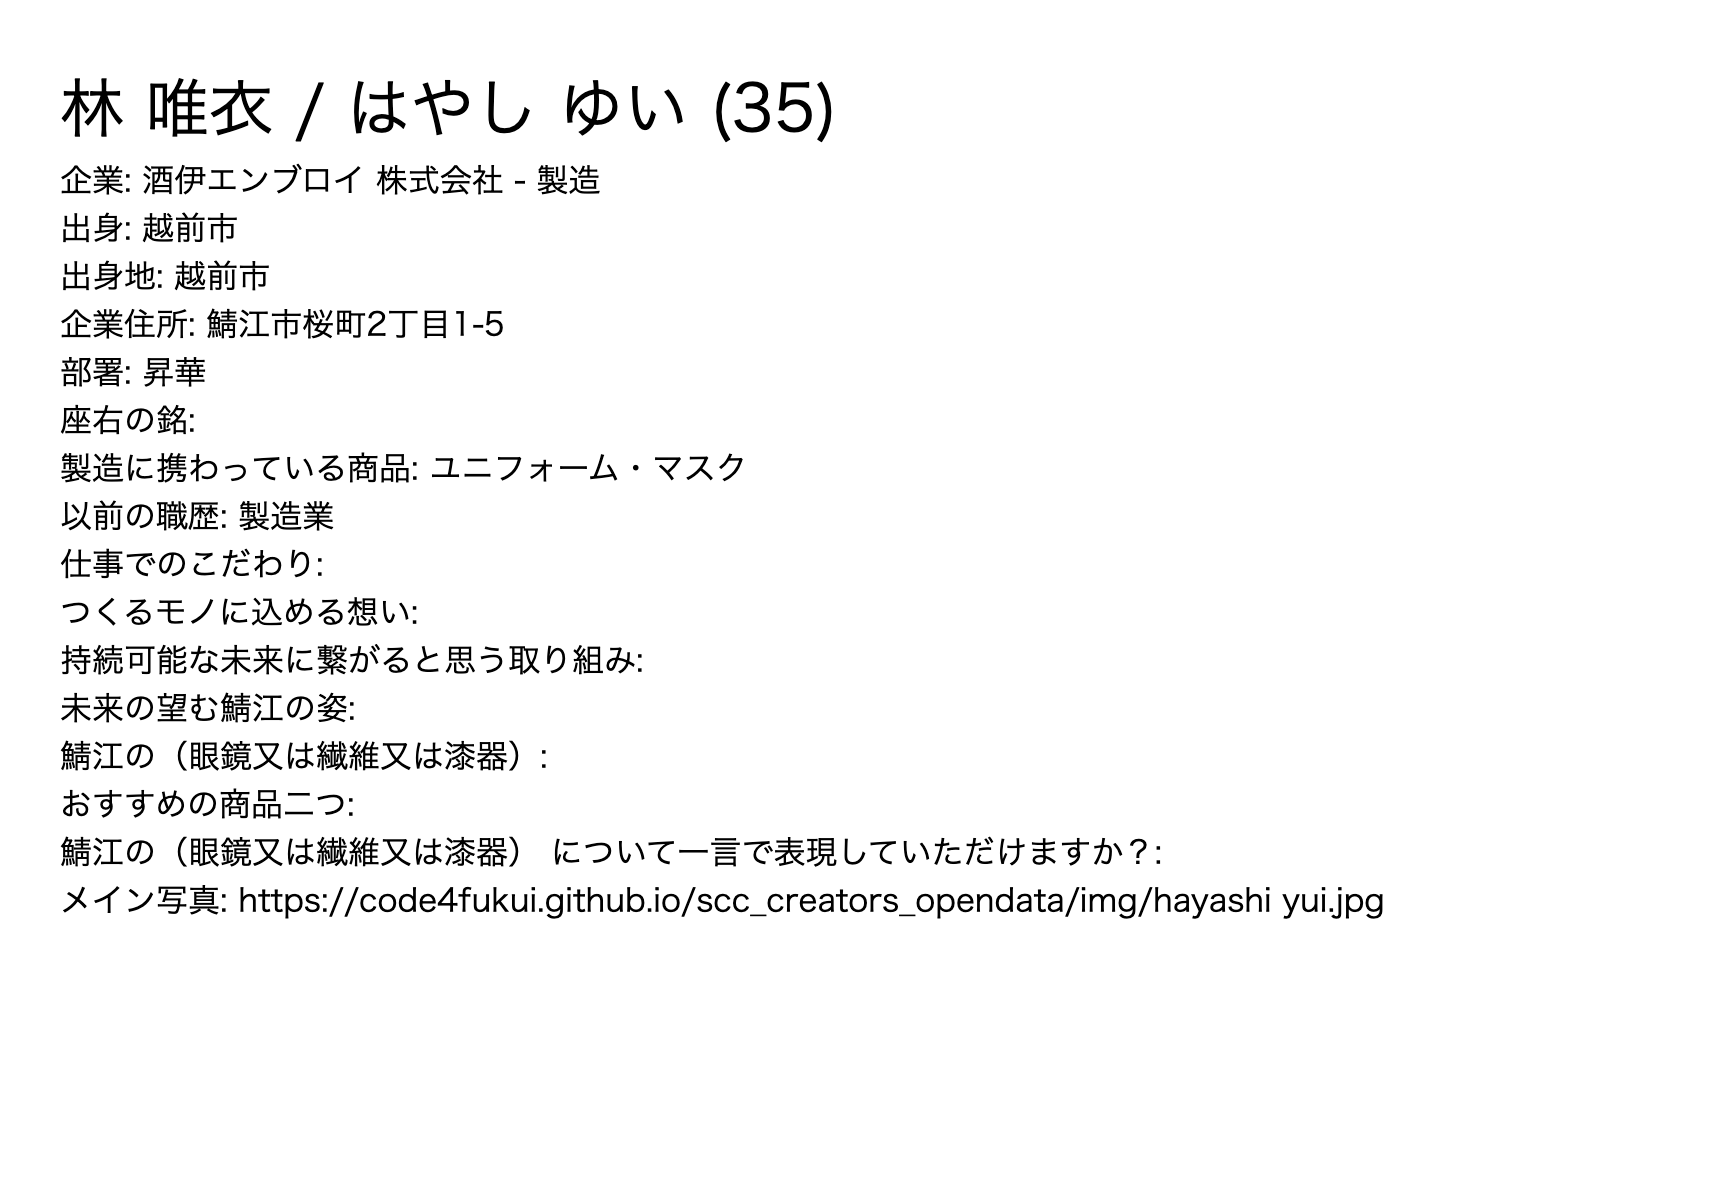 林 唯衣 / はやし ゆい (35)
企業: 酒伊エンブロイ 株式会社 - 製造
出身: 越前市
出身地: 越前市
企業住所: 鯖江市桜町2丁目1-5
部署: 昇華
座右の銘:
製造に携わっている商品: ユニフォーム・マスク
以前の職歴: 製造業
仕事でのこだわり:
つくるモノに込める想い:
持続可能な未来に繋がると思う取り組み:
未来の望む鯖江の姿:
鯖江の（眼鏡又は繊維又は漆器）:
おすすめの商品二つ:
鯖江の（眼鏡又は繊維又は漆器） について一言で表現していただけますか？:
メイン写真: https://code4fukui.github.io/scc_creators_opendata/img/hayashi yui.jpg